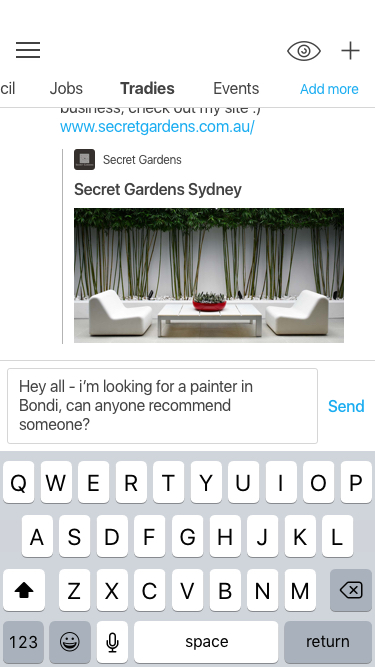 cil Jobs Tradies Events Add more
business, check out my site :)
www.secretgardens.com.au/
Secret Gardens
Secret Gardens Sydney
Hey all - i'm looking for a painter in
Bondi, can anyone recommend
someone?
Send
Q W E R T Y U I O P
A S D F G H J K L
Z X C V B N M
123 space return